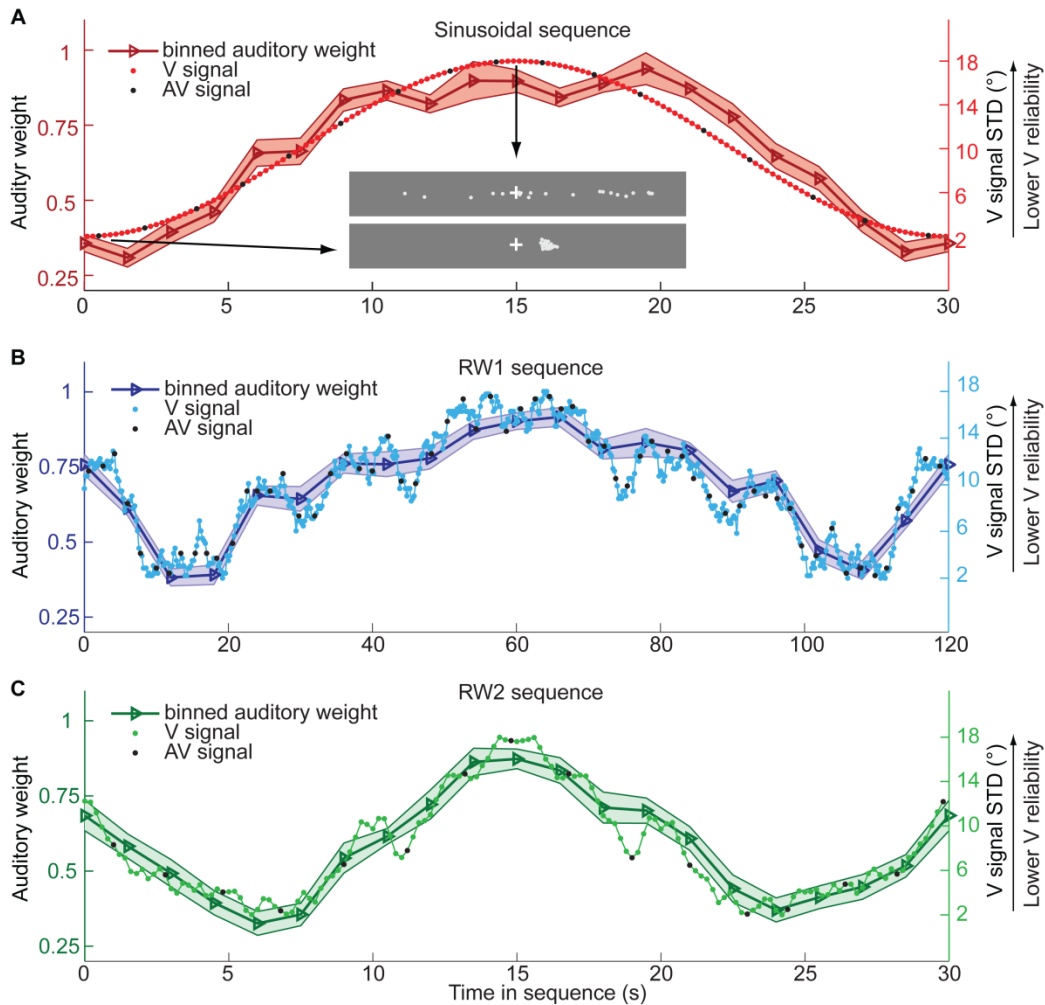 A
Sinusoidal sequence
binned auditory weight
V signal
AV signal
Audityr weight
1
0.75
0.5
0.25
18
14
10
6
2
V signal STD (°)
Lower V reliability
0 5 10 15 20 25 30
B
RW1 sequence
binned auditory weight
V signal
AV signal
Auditory weight
1
0.75
0.5
0.25
18
14
10
6
2
V signal STD (°)
Lower V reliability
0 20 40 60 80 100 120
C
RW2 sequence
binned auditory weight
V signal
AV signal
Auditory weight
1
0.75
0.5
0.25
18
14
10
6
2
V signal STD (°)
Lower V reliability
0 5 10 15 20 25 30
Time in sequence (s)